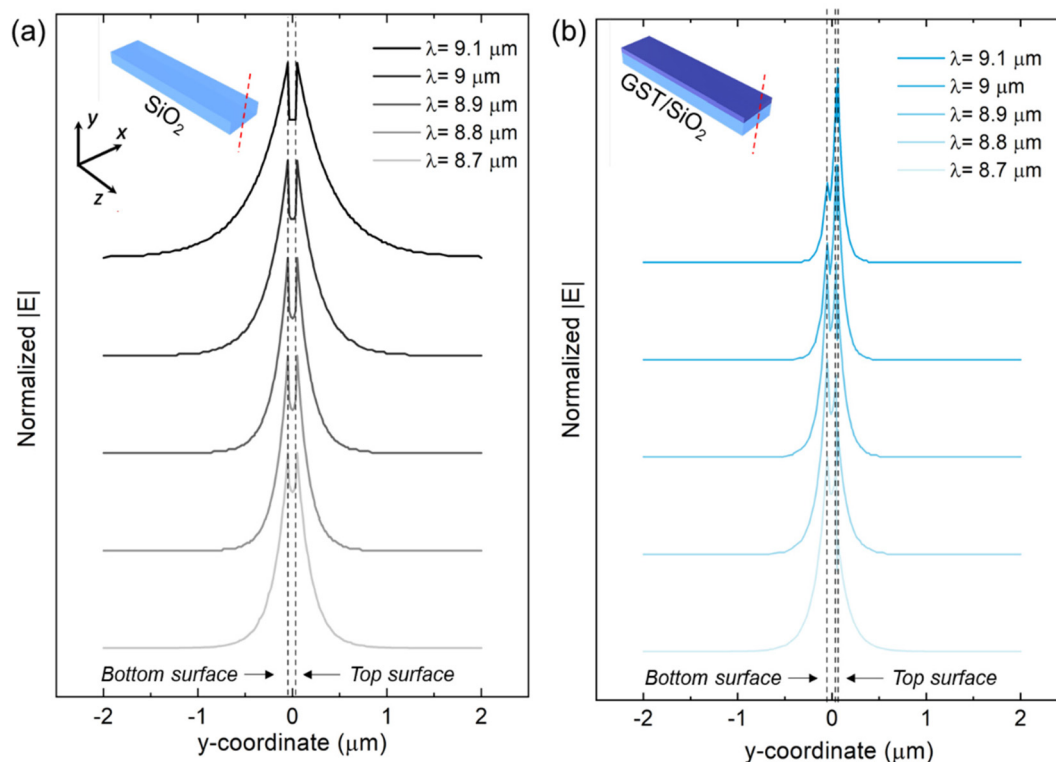 (a)
λ= 9.1 μm
λ= 9 μm
λ= 8.9 μm
λ= 8.8 μm
λ= 8.7 μm
SiO2
y
x
z
Normalized |E|
Bottom surface → ← Top surface
-2 -1 0 1 2
y-coordinate (μm)
(b)
λ= 9.1 μm
λ= 9 μm
λ= 8.9 μm
λ= 8.8 μm
λ= 8.7 μm
GST/SiO2
Normalized |E|
Bottom surface → ← Top surface
-2 -1 0 1 2
y-coordinate (μm)